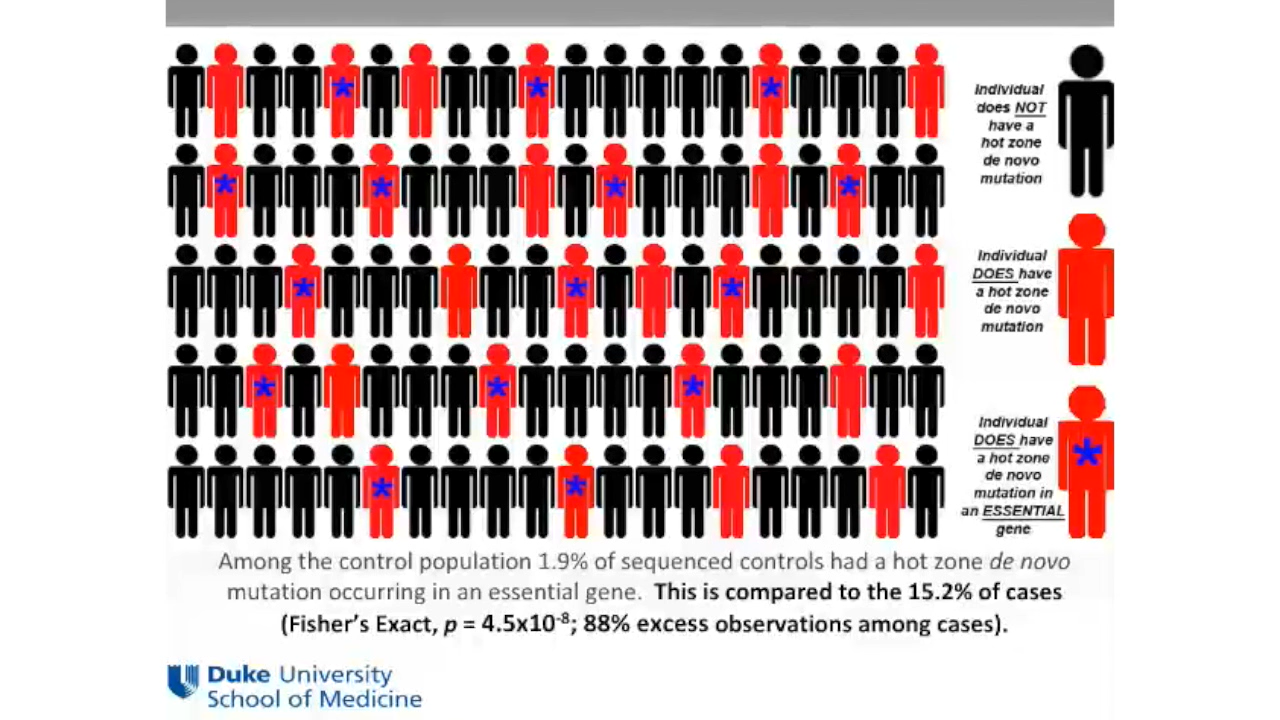 Individual
does NOT
have a
hot zone
de novo
mutation
Individual
DOES have
a hot zone
de novo
mutation
Individual
DOES have
a hot zone
de novo
mutation in
an ESSENTIAL
gene
Among the control population 1.9% of sequenced controls had a hot zone de novo
mutation occurring in an essential gene. This is compared to the 15.2% of cases
(Fisher's Exact, p = 4.5x10⁻⁸; 88% excess observations among cases).
Duke University
School of Medicine